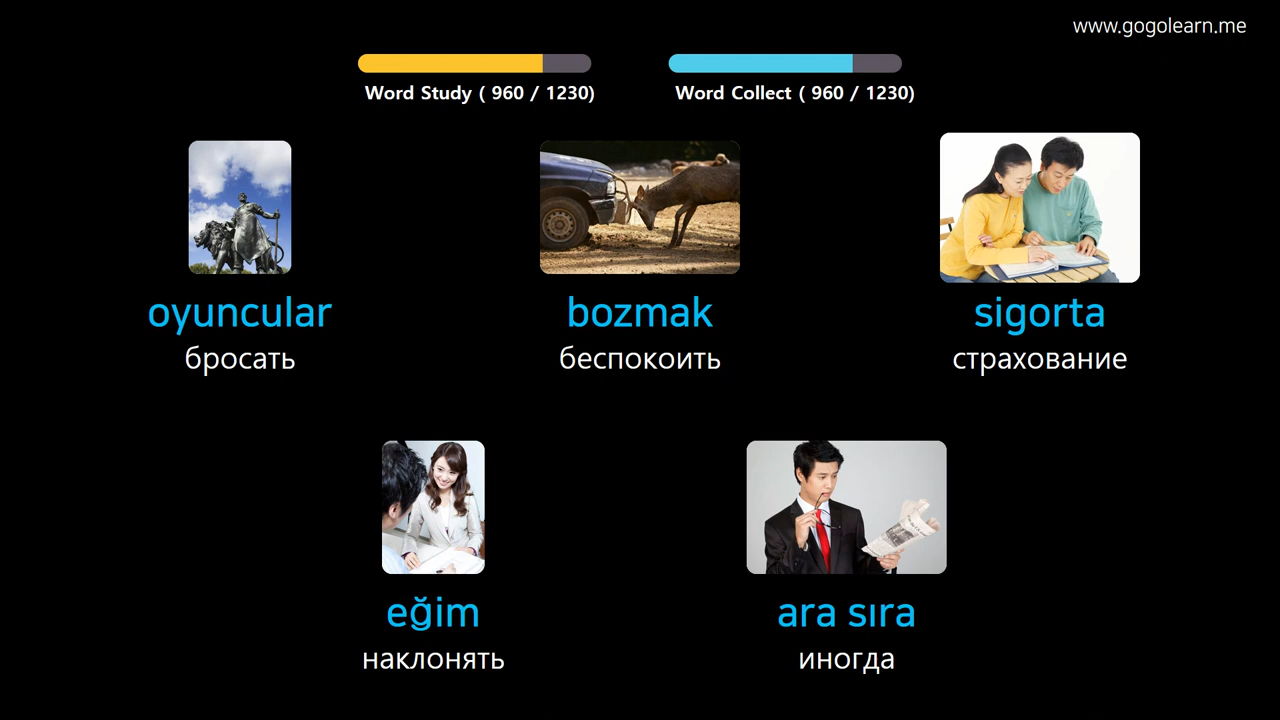 www.gogolearn.me
Word Study ( 960 / 1230)
Word Collect ( 960 / 1230)
oyuncular
бросать
bozmak
беспокоить
sigorta
страхование
eğim
наклонять
ara sıra
иногда